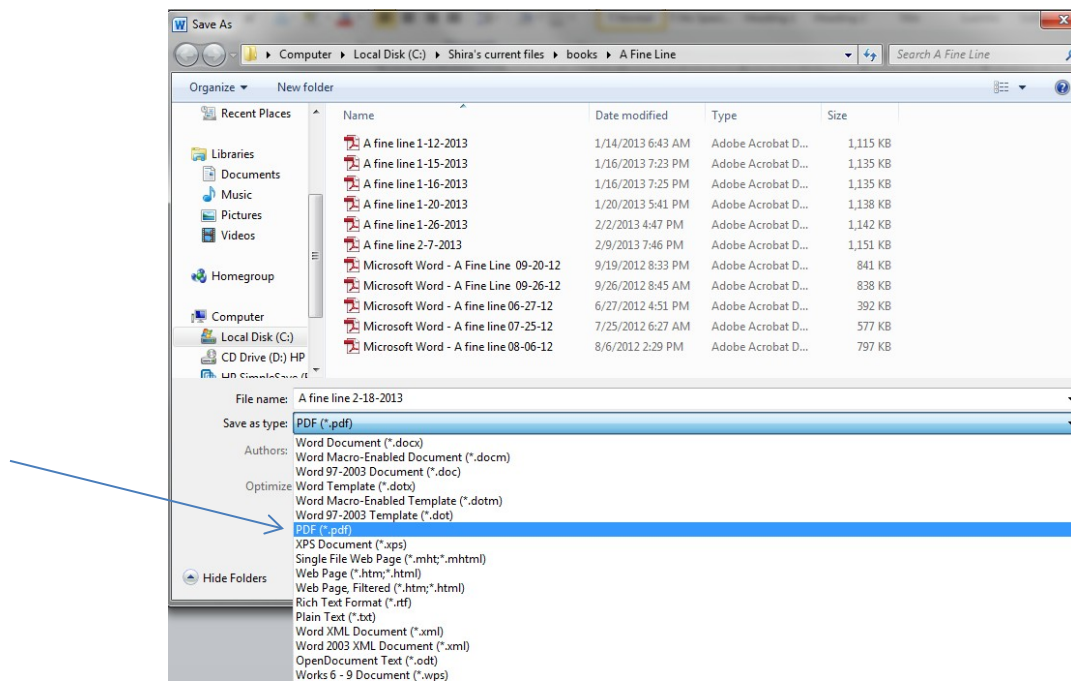 Save As
Computer Local Disk (C:) Shira's current files books A Fine Line Search A Fine Line
Organize New folder
Recent Places
Libraries
Documents
Music
Pictures
Videos
Homegroup
Computer
Local Disk (C:)
CD Drive (D:) HP
HP SimpleSave
Name Date modified Type Size
A fine line 1-12-2013 1/14/2013 6:43 AM Adobe Acrobat D... 1,115 KB
A fine line 1-15-2013 1/16/2013 7:23 PM Adobe Acrobat D... 1,135 KB
A fine line 1-16-2013 1/16/2013 7:25 PM Adobe Acrobat D... 1,135 KB
A fine line 1-20-2013 1/20/2013 5:41 PM Adobe Acrobat D... 1,138 KB
A fine line 1-26-2013 2/2/2013 4:47 PM Adobe Acrobat D... 1,142 KB
A fine line 2-7-2013 2/9/2013 7:46 PM Adobe Acrobat D... 1,151 KB
Microsoft Word - A Fine Line 09-20-12 9/19/2012 8:33 PM Adobe Acrobat D... 841 KB
Microsoft Word - A Fine Line 09-26-12 9/26/2012 8:45 AM Adobe Acrobat D... 838 KB
Microsoft Word - A fine line 06-27-12 6/27/2012 4:51 PM Adobe Acrobat D... 392 KB
Microsoft Word - A fine line 07-25-12 7/25/2012 6:27 AM Adobe Acrobat D... 577 KB
Microsoft Word - A fine line 08-06-12 8/6/2012 2:29 PM Adobe Acrobat D... 797 KB
File name: A fine line 2-18-2013
Save as type: PDF (*.pdf)
Authors:
Optimize
Word Document (*.docx)
Word Macro-Enabled Document (*.docm)
Word 97-2003 Document (*.doc)
Word Template (*.dotx)
Word Macro-Enabled Template (*.dotm)
Word 97-2003 Template (*.dot)
PDF (*.pdf)
XPS Document (*.xps)
Single File Web Page (*.mht;*.mhtml)
Web Page (*.htm;*.html)
Web Page, Filtered (*.htm;*.html)
Rich Text Format (*.rtf)
Plain Text (*.txt)
Word XML Document (*.xml)
Word 2003 XML Document (*.xml)
OpenDocument Text (*.odt)
Works 6 - 9 Document (*.wps)
Hide Folders